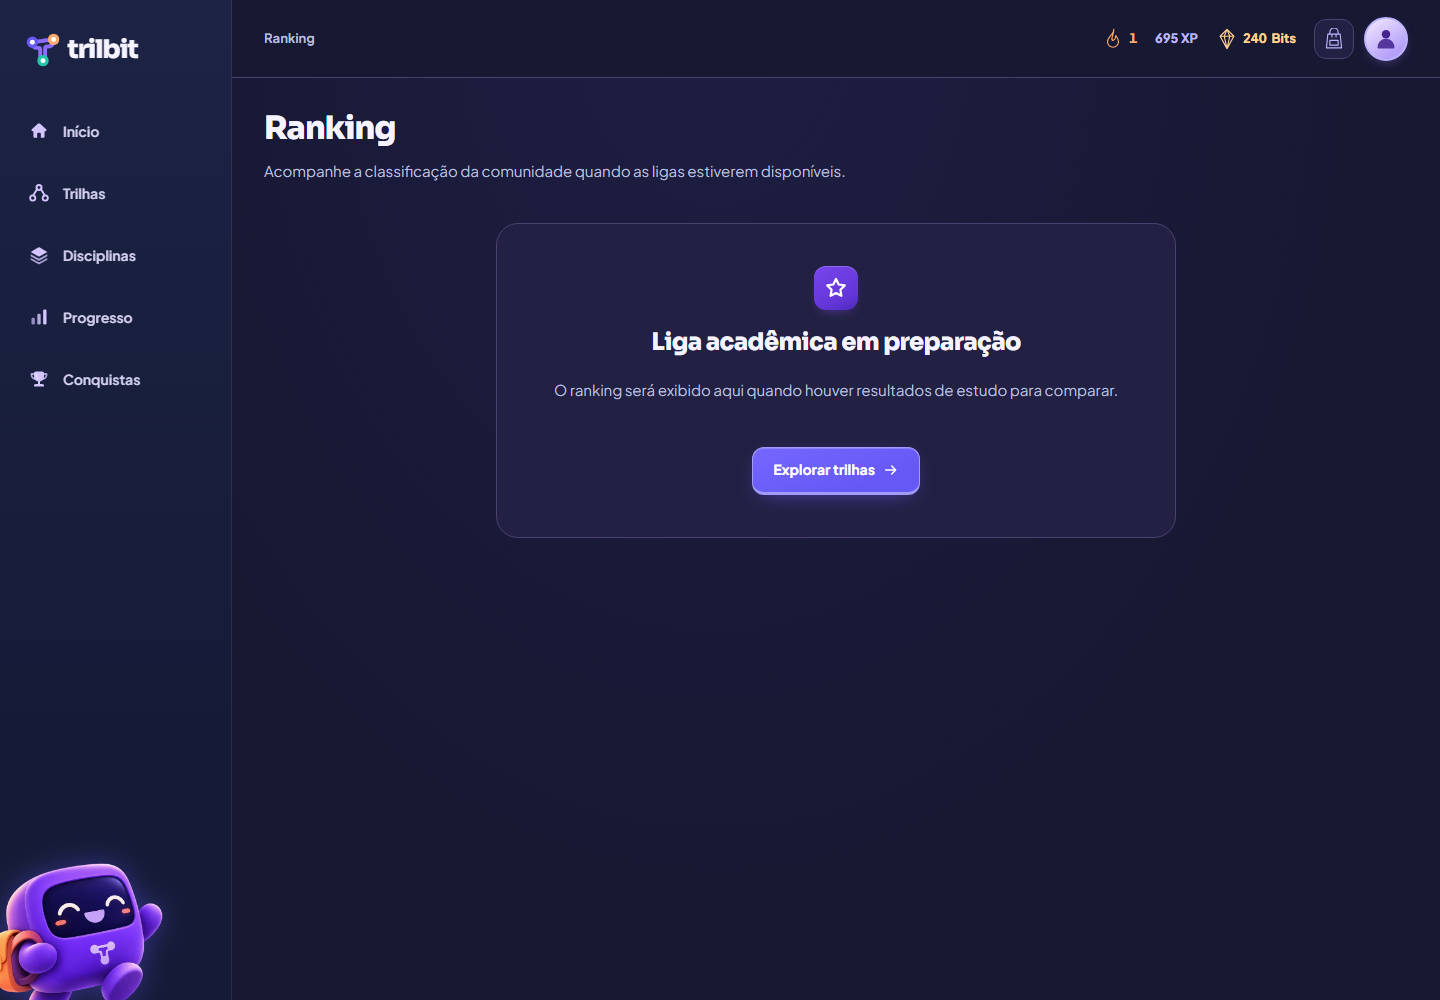 trilbit
Ranking
1
695 XP
240 Bits
Início
Trilhas
Disciplinas
Progresso
Conquistas
Ranking
Acompanhe a classificação da comunidade quando as ligas estiverem disponíveis.
Liga acadêmica em preparação
O ranking será exibido aqui quando houver resultados de estudo para comparar.
Explorar trilhas →